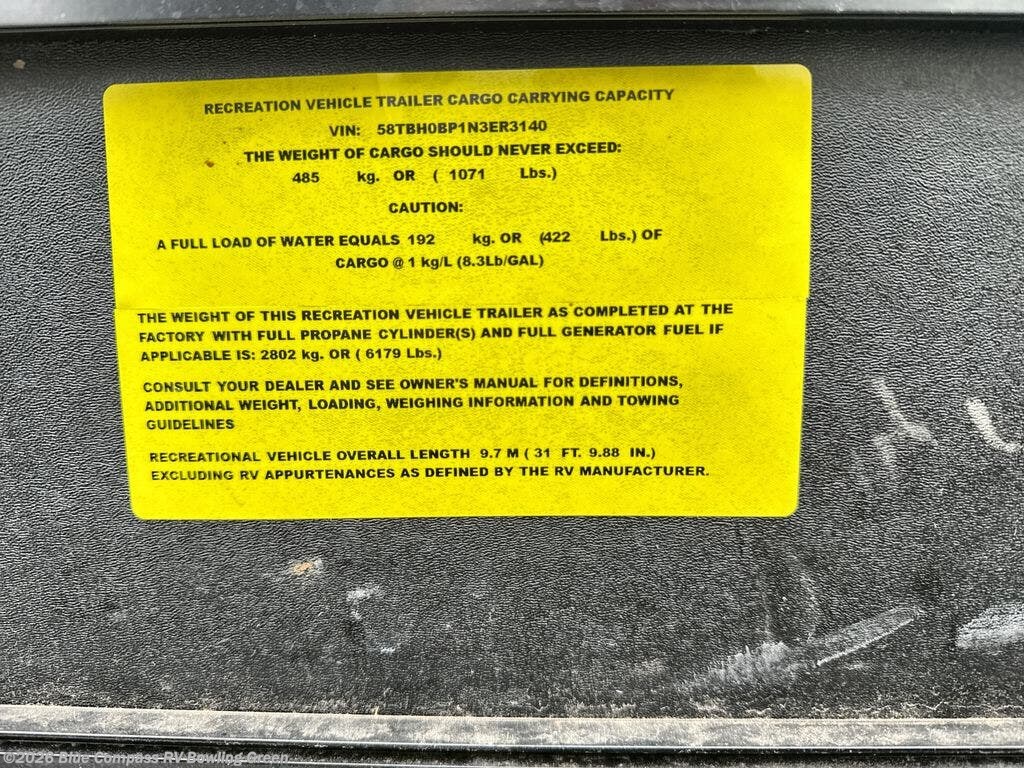 RECREATION VEHICLE TRAILER CARGO CARRYING CAPACITY
VIN: 58TBH0BP1N3ER3140
THE WEIGHT OF CARGO SHOULD NEVER EXCEED:
485 kg. OR ( 1071 Lbs.)
CAUTION:
A FULL LOAD OF WATER EQUALS 192 kg. OR (422 Lbs.) OF
CARGO @ 1 kg/L (8.3Lb/GAL)
THE WEIGHT OF THIS RECREATION VEHICLE TRAILER AS COMPLETED AT THE
FACTORY WITH FULL PROPANE CYLINDER(S) AND FULL GENERATOR FUEL IF
APPLICABLE IS: 2802 kg. OR ( 6179 Lbs.)
CONSULT YOUR DEALER AND SEE OWNER'S MANUAL FOR DEFINITIONS,
ADDITIONAL WEIGHT, LOADING, WEIGHING INFORMATION AND TOWING
GUIDELINES
RECREATIONAL VEHICLE OVERALL LENGTH 9.7 M ( 31 FT. 9.88 IN.)
EXCLUDING RV APPURTENANCES AS DEFINED BY THE RV MANUFACTURER.
©2026 Blue Compass RV Bowling Green